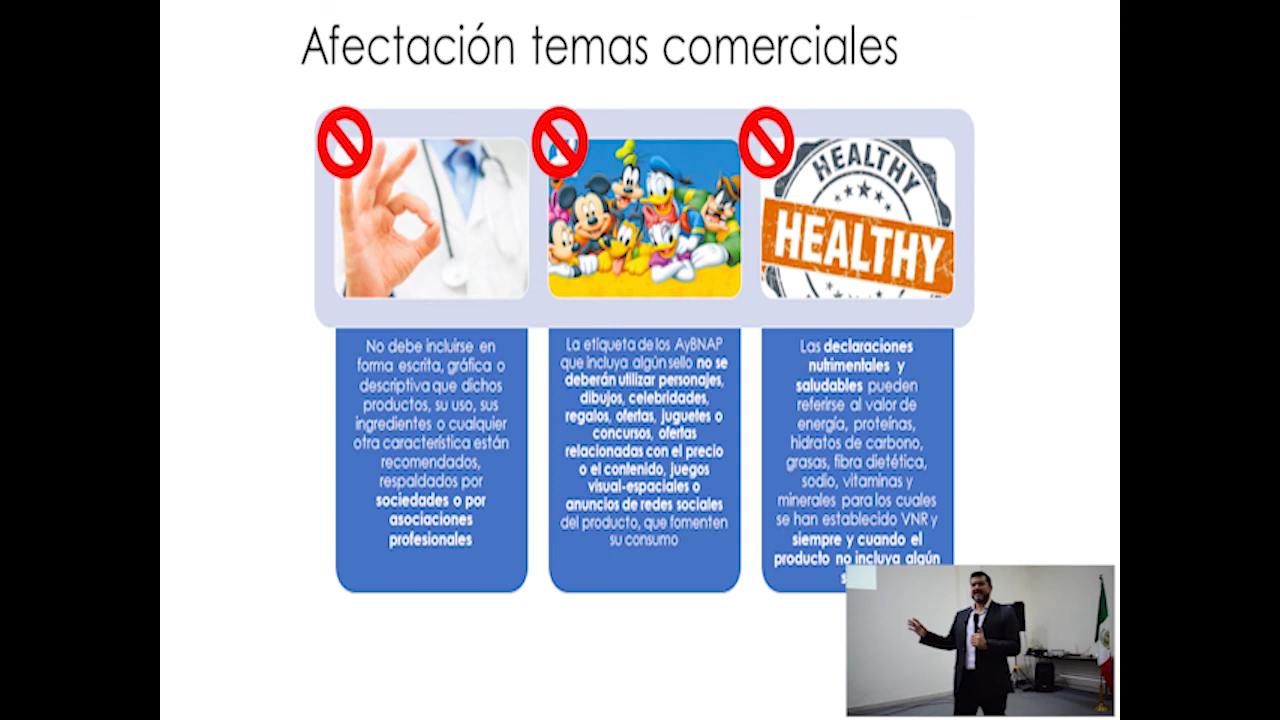 Afectación temas comerciales
No debe incluirse en
forma escrita, gráfica o
descriptiva que dichos
productos, su uso, sus
ingredientes o cualquier
otra característica están
recomendados,
respaldados por
sociedades o por
asociaciones
profesionales
La etiqueta de los AyBNAP
que incluya algún sello no se
deberán utilizar personajes,
dibujos, celebridades,
regalos, ofertas, juguetes o
concursos, ofertas
relacionadas con el precio
o el contenido, juegos
visual-espaciales o
anuncios de redes sociales
del producto, que fomenten
su consumo
HEALTHY
HEALTHY
Las declaraciones
nutrimentales y
saludables pueden
referirse al valor de
energía, proteínas,
hidratos de carbono,
grasas, fibra dietética,
sodio, vitaminas y
minerales para los cuales
se han establecido VNR y
siempre y cuando el
producto no incluya algún